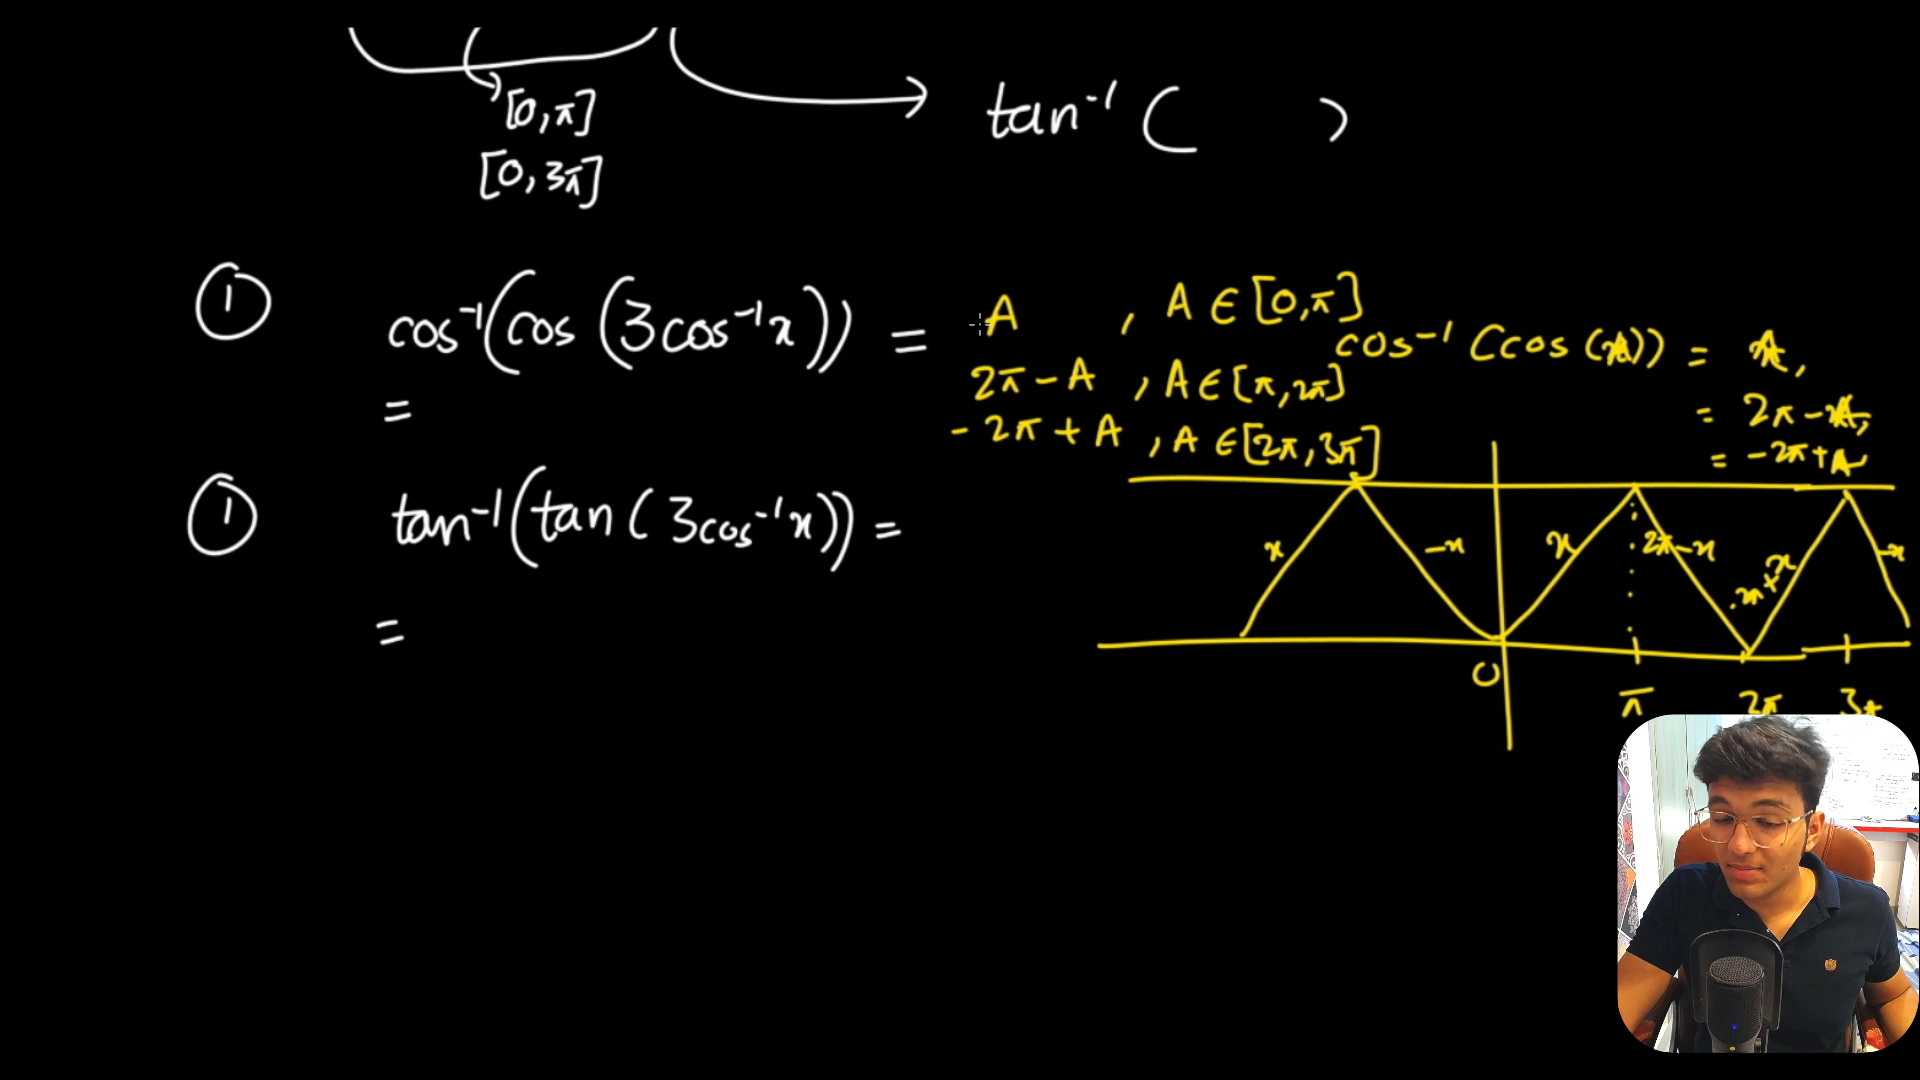 [0, π]
[0, 3π]
tan⁻¹ ( )
① cos⁻¹(cos (3cos⁻¹x)) = A , A ∈ [0, π]
2π - A , A ∈ [π, 2π]
-2π + A , A ∈ [2π, 3π]
=
cos⁻¹ (cos (A)) = A,
= 2π - A,
= -2π + A
① tan⁻¹(tan ( 3cos⁻¹x)) =
=
x
-x
x
2π-x
-2π+x
-x
0
π
2π
3π